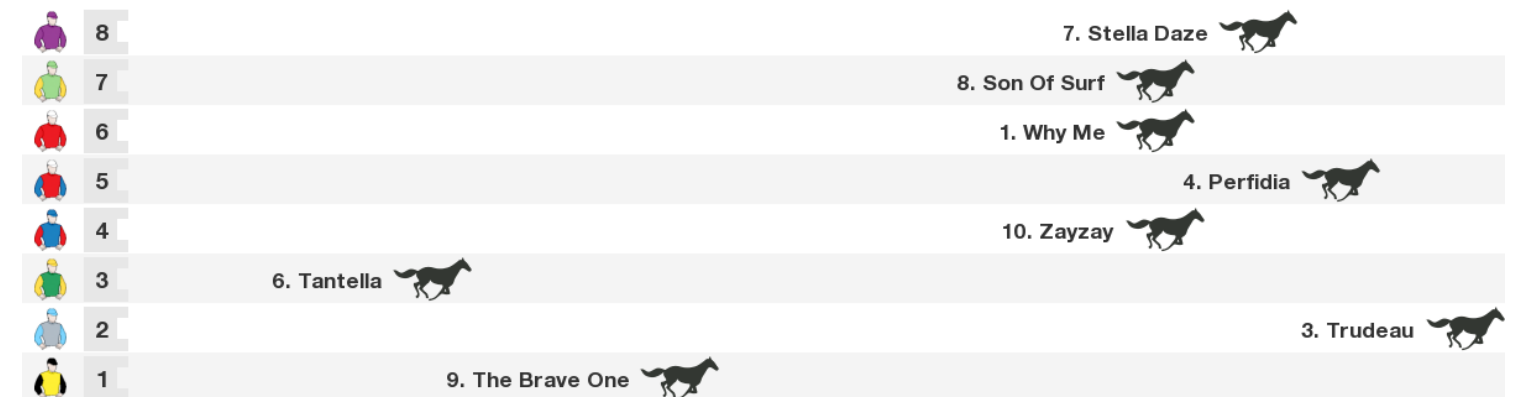 8 7. Stella Daze
7 8. Son Of Surf
6 1. Why Me
5 4. Perfidia
4 10. Zayzay
3 6. Tantella
2 3. Trudeau
1 9. The Brave One